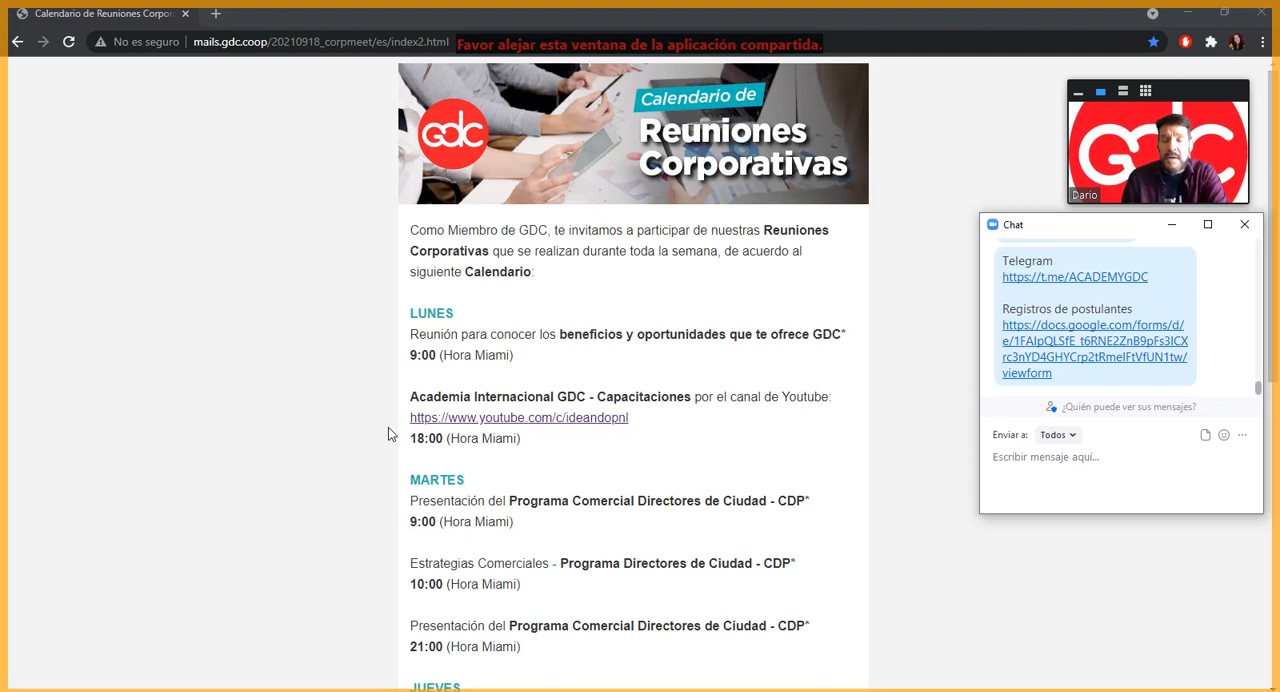 Calendario de Reuniones Corpor
No es seguro
mails.gdc.coop/20210918_corpmeet/es/index2.html
Favor alejar esta ventana de la aplicación compartida.
gdc
Calendario de
Reuniones
Corporativas
Como Miembro de GDC, te invitamos a participar de nuestras Reuniones
Corporativas que se realizan durante toda la semana, de acuerdo al
siguiente Calendario:
LUNES
Reunión para conocer los beneficios y oportunidades que te ofrece GDC*
9:00 (Hora Miami)
Academia Internacional GDC - Capacitaciones por el canal de Youtube:
https://www.youtube.com/c/ideandopnl
18:00 (Hora Miami)
MARTES
Presentación del Programa Comercial Directores de Ciudad - CDP*
9:00 (Hora Miami)
Estrategias Comerciales - Programa Directores de Ciudad - CDP*
10:00 (Hora Miami)
Presentación del Programa Comercial Directores de Ciudad - CDP*
21:00 (Hora Miami)
JUEVES
Dario
Chat
Telegram
https://t.me/ACADEMYGDC
Registros de postulantes
https://docs.google.com/forms/d/
e/1FAIpQLSfE_t6RNE2ZnB9pFs3ICX
rc3nYD4GHYCrp2tRmeIFtVfUN1tw/
viewform
¿Quién puede ver sus mensajes?
Enviar a: Todos
Escribir mensaje aquí...